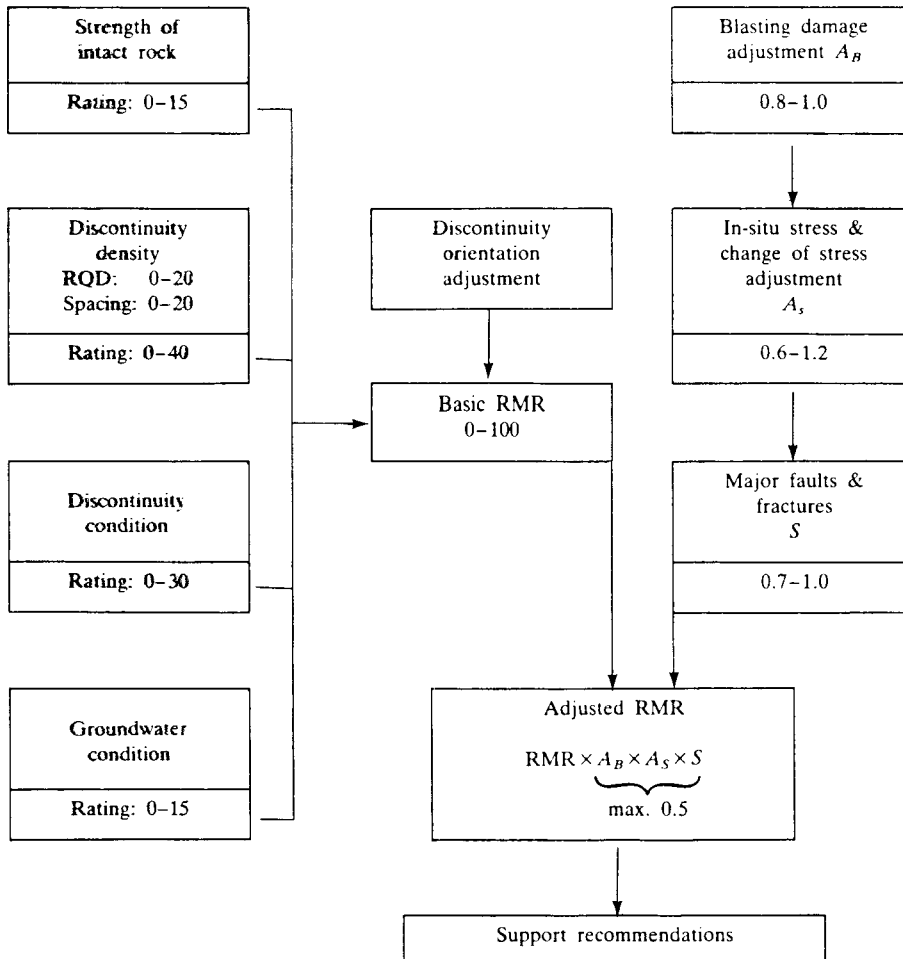 Strength of
intact rock
Rating: 0–15
Discontinuity
density
RQD: 0–20
Spacing: 0–20
Rating: 0–40
Discontinuity
condition
Rating: 0–30
Groundwater
condition
Rating: 0–15
Discontinuity
orientation
adjustment
Basic RMR
0–100
Blasting damage
adjustment A_B
0.8–1.0
In-situ stress &
change of stress
adjustment
A_s
0.6–1.2
Major faults &
fractures
S
0.7–1.0
Adjusted RMR
RMR × A_B × A_S × S
max. 0.5
Support recommendations